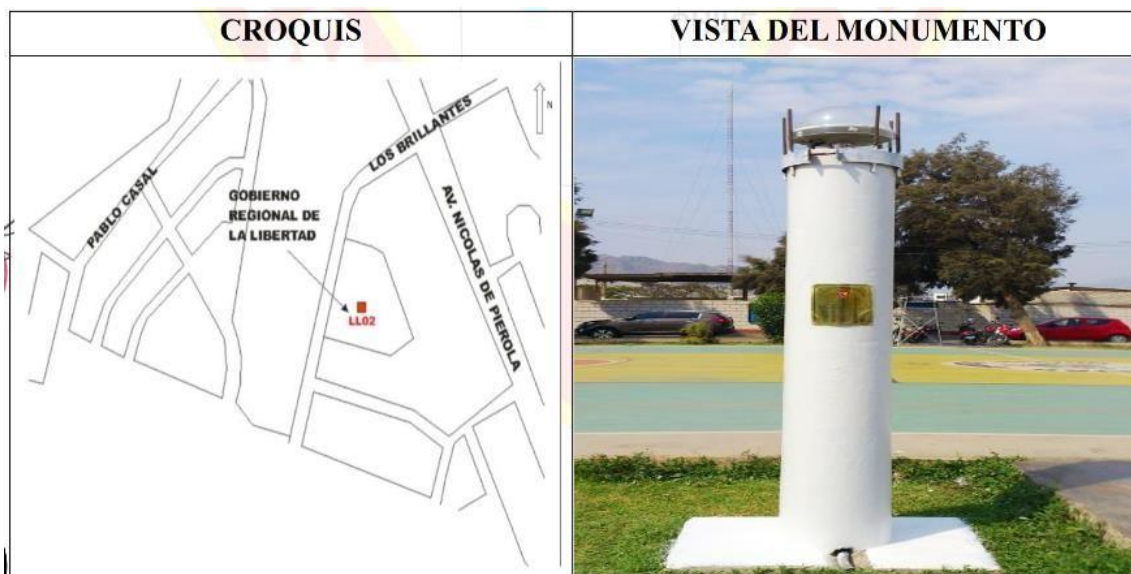 CROQUIS
VISTA DEL MONUMENTO
N
LOS BRILLANTES
PABLO CASAL
GOBIERNO
REGIONAL DE
LA LIBERTAD
AV. NICOLAS DE PIEROLA
LL02